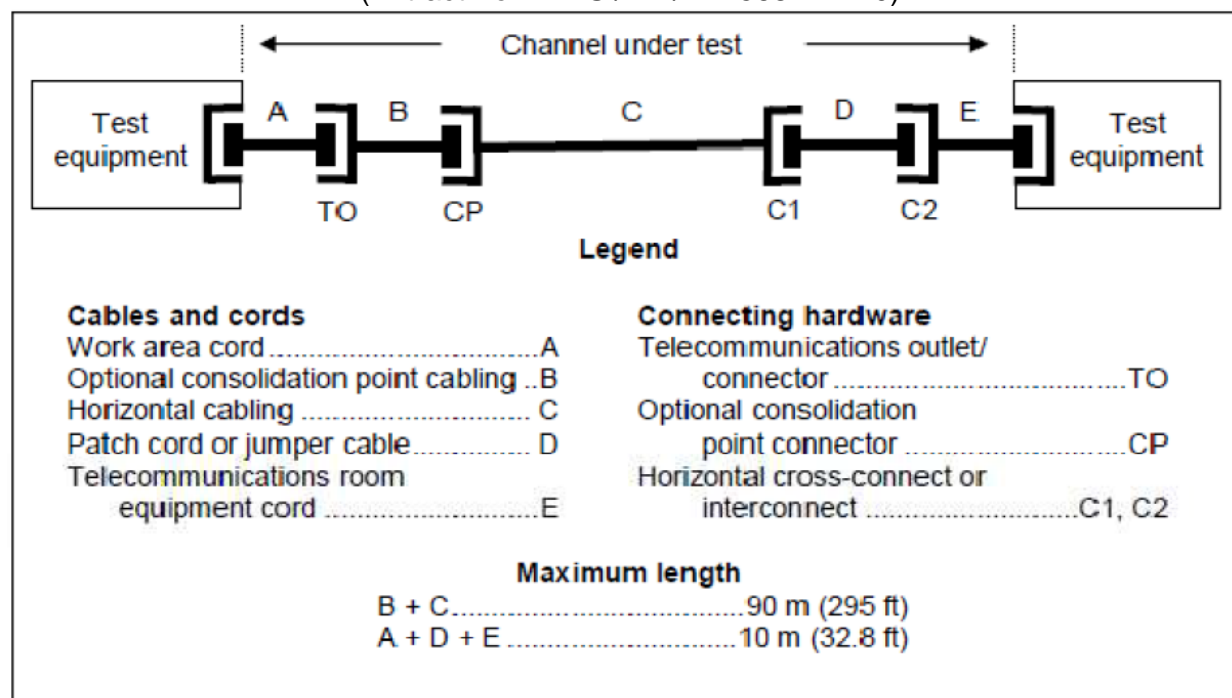 Channel under test
Test equipment
A
B
C
D
E
Test equipment
TO
CP
C1
C2
Legend
Cables and cords
Work area cord ........................................ A
Optional consolidation point cabling ..B
Horizontal cabling .................................. C
Patch cord or jumper cable................... D
Telecommunications room
equipment cord ..............................E
Connecting hardware
Telecommunications outlet/
connector ......................................TO
Optional consolidation
point connector ..............................CP
Horizontal cross-connect or
interconnect ............................C1, C2
Maximum length
B + C....................................90 m (295 ft)
A + D + E ............................10 m (32.8 ft)